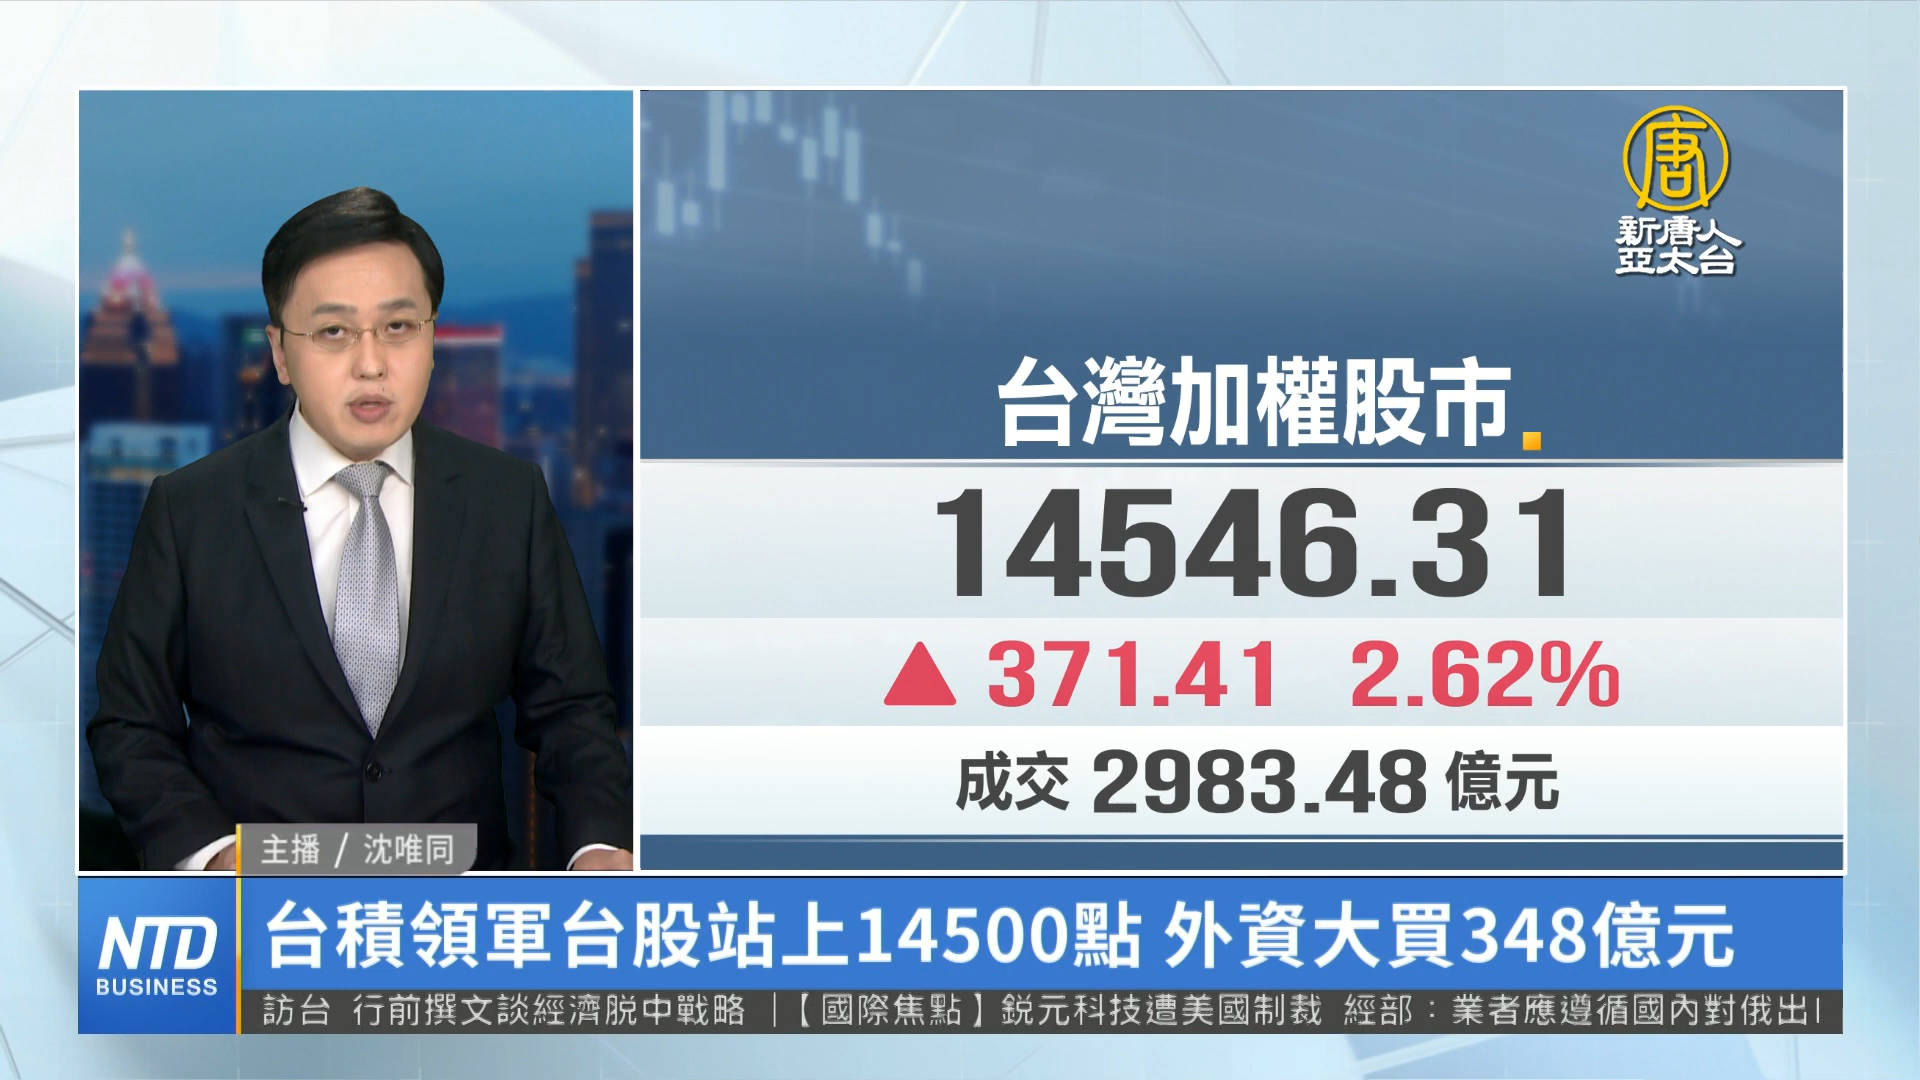 唐
新唐人
亞太台
台灣加權股市
14546.31
▲ 371.41 2.62%
成交 2983.48 億元
主播 / 沈唯同
NTD
BUSINESS
台積領軍台股站上14500點 外資大買348億元
訪台 行前撰文談經濟脫中戰略 |【國際焦點】銳元科技遭美國制裁 經部：業者應遵循國內對俄出